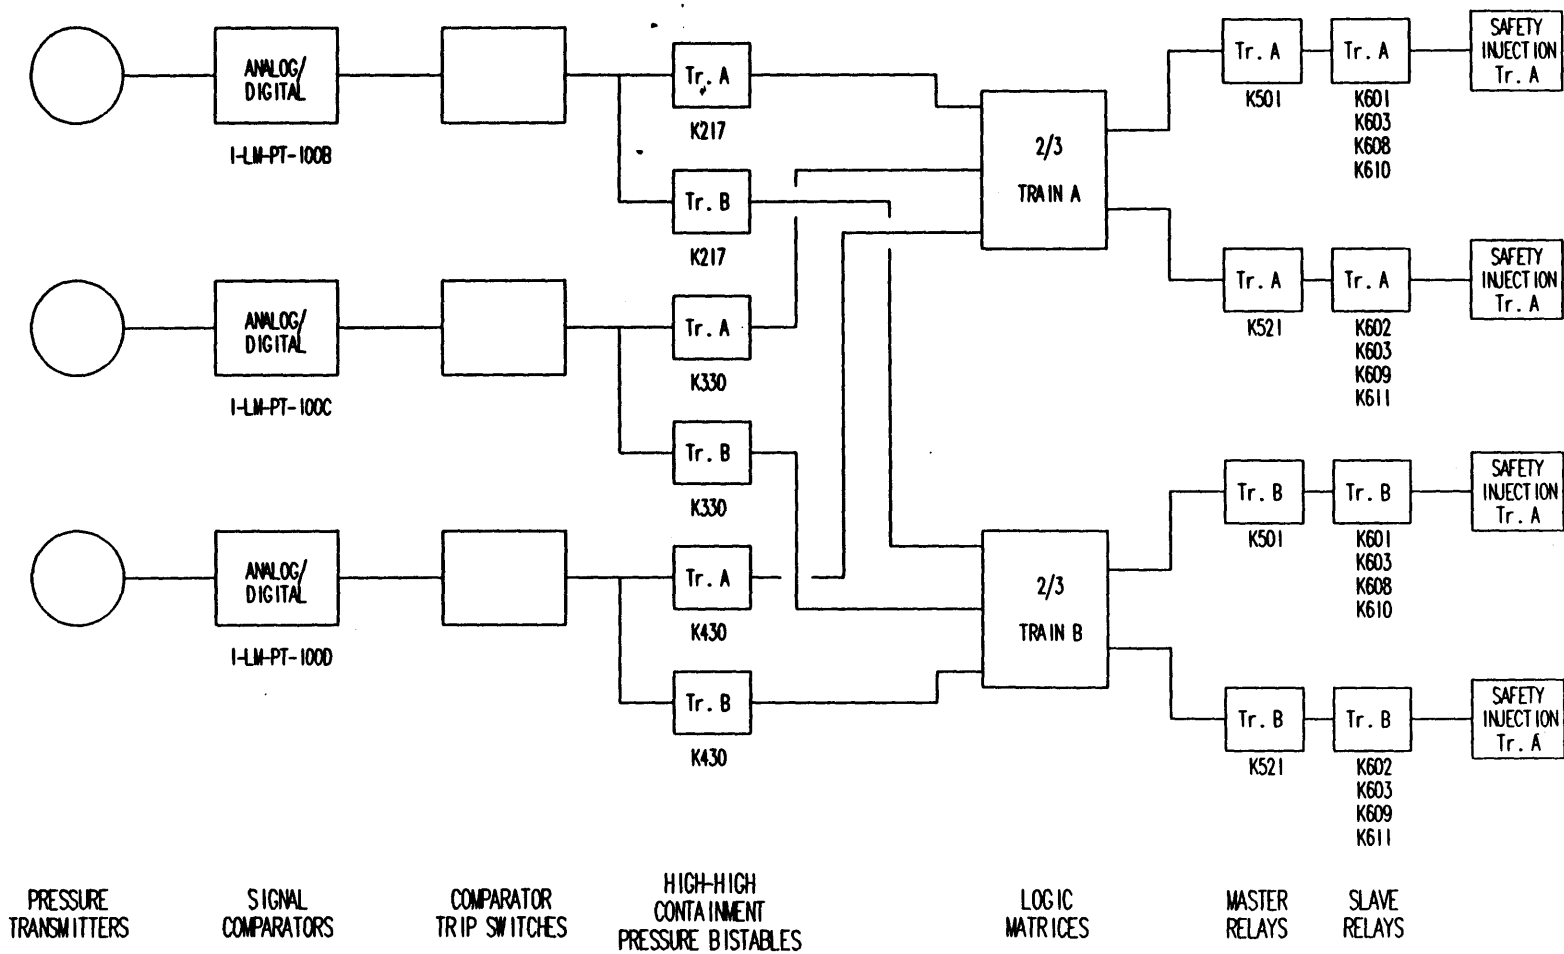 ANALOG/
DIGITAL
1-LM-PT-100B
Tr. A
K217
Tr. B
K217
ANALOG/
DIGITAL
1-LM-PT-100C
Tr. A
K330
Tr. B
K330
ANALOG/
DIGITAL
1-LM-PT-100D
Tr. A
K430
Tr. B
K430
2/3
TRAIN A
2/3
TRAIN B
Tr. A
K501
Tr. A
K601
K603
K608
K610
SAFETY
INJECTION
Tr. A
Tr. A
K521
Tr. A
K602
K603
K609
K611
SAFETY
INJECTION
Tr. A
Tr. B
K501
Tr. B
K601
K603
K608
K610
SAFETY
INJECTION
Tr. A
Tr. B
K521
Tr. B
K602
K603
K609
K611
SAFETY
INJECTION
Tr. A
PRESSURE
TRANSMITTERS
SIGNAL
COMPARATORS
COMPARATOR
TRIP SWITCHES
HIGH-HIGH
CONTAINMENT
PRESSURE BISTABLES
LOGIC
MATRICES
MASTER
RELAYS
SLAVE
RELAYS